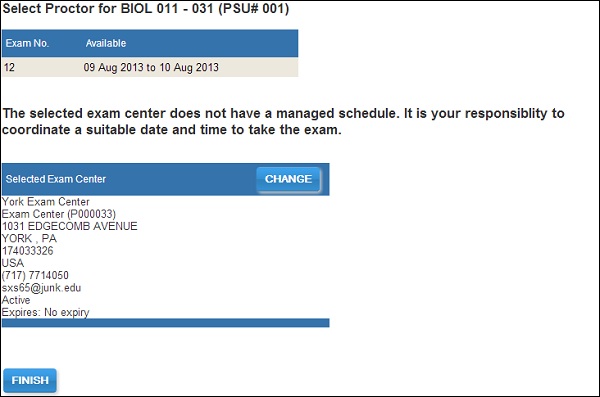 Select Proctor for BIOL 011 - 031 (PSU# 001)
Exam No. Available
12 09 Aug 2013 to 10 Aug 2013
The selected exam center does not have a managed schedule. It is your responsiblity to
coordinate a suitable date and time to take the exam.
Selected Exam Center CHANGE
York Exam Center
Exam Center (P000033)
1031 EDGECOMB AVENUE
YORK , PA
174033326
USA
(717) 7714050
sxs65@junk.edu
Active
Expires: No expiry
FINISH